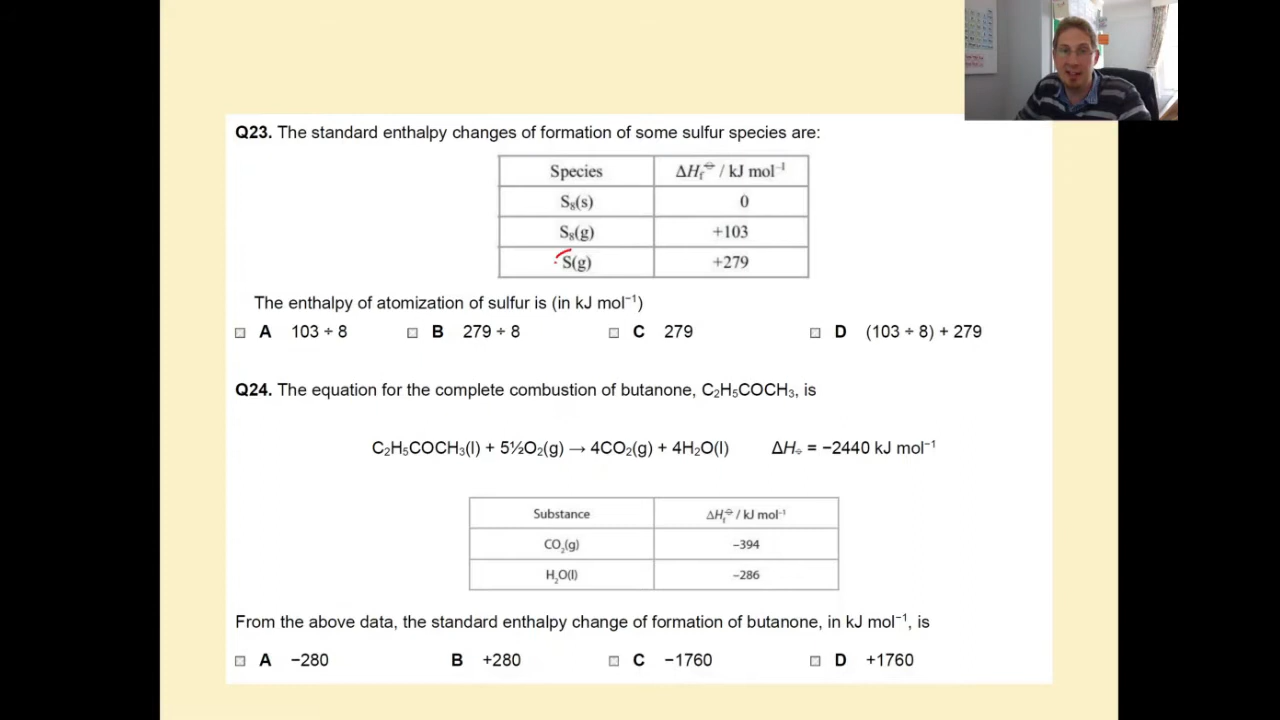 Q23. The standard enthalpy changes of formation of some sulfur species are:
Species ΔHf⦵ / kJ mol⁻¹
S₈(s) 0
S₈(g) +103
S(g) +279
The enthalpy of atomization of sulfur is (in kJ mol⁻¹)
A 103 ÷ 8 B 279 ÷ 8 C 279 D (103 ÷ 8) + 279
Q24. The equation for the complete combustion of butanone, C₂H₅COCH₃, is
C₂H₅COCH₃(l) + 5½O₂(g) → 4CO₂(g) + 4H₂O(l) ΔH⦵ = −2440 kJ mol⁻¹
Substance ΔHf⦵ / kJ mol⁻¹
CO₂(g) −394
H₂O(l) −286
From the above data, the standard enthalpy change of formation of butanone, in kJ mol⁻¹, is
A −280 B +280 C −1760 D +1760